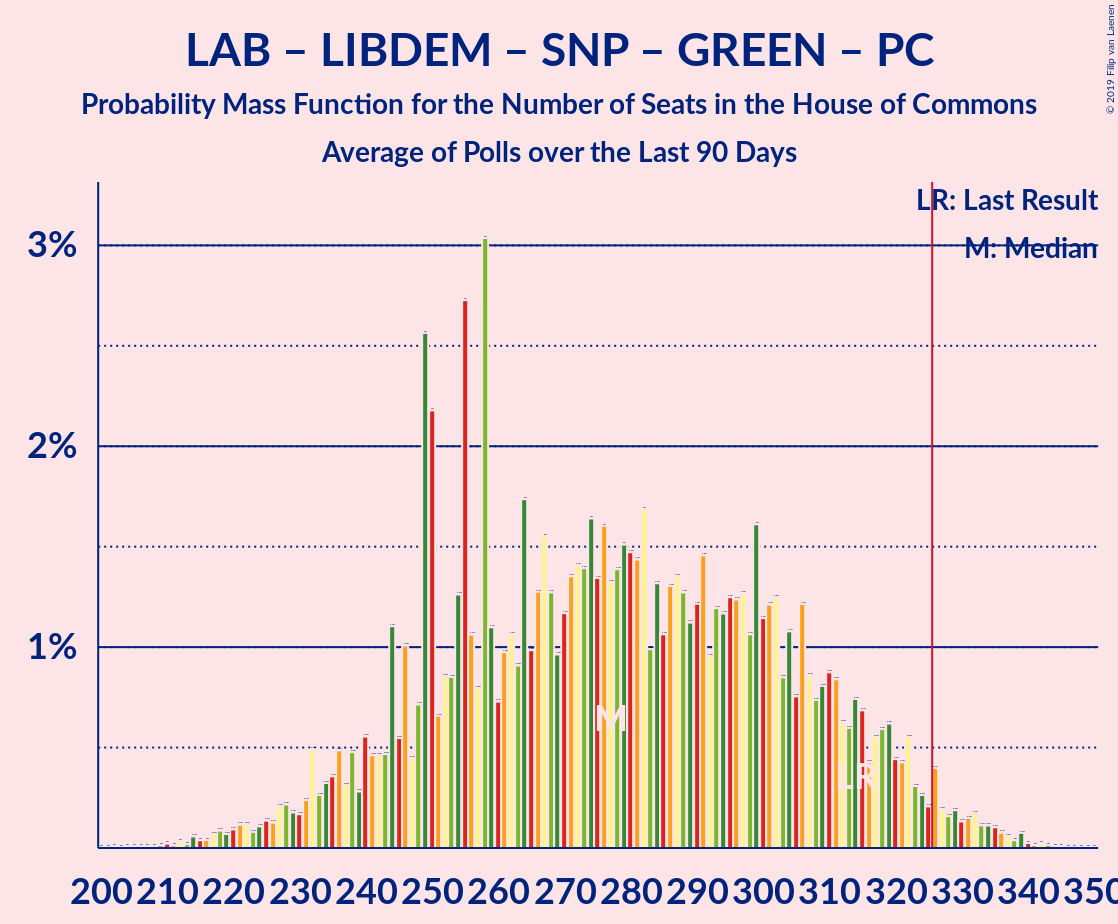 LAB – LIBDEM – SNP – GREEN – PC
Probability Mass Function for the Number of Seats in the House of Commons
Average of Polls over the Last 90 Days
© 2019 Filip van Laenen
LR: Last Result
M: Median
3%
2%
1%
M
LR
200 210 220 230 240 250 260 270 280 290 300 310 320 330 340 350